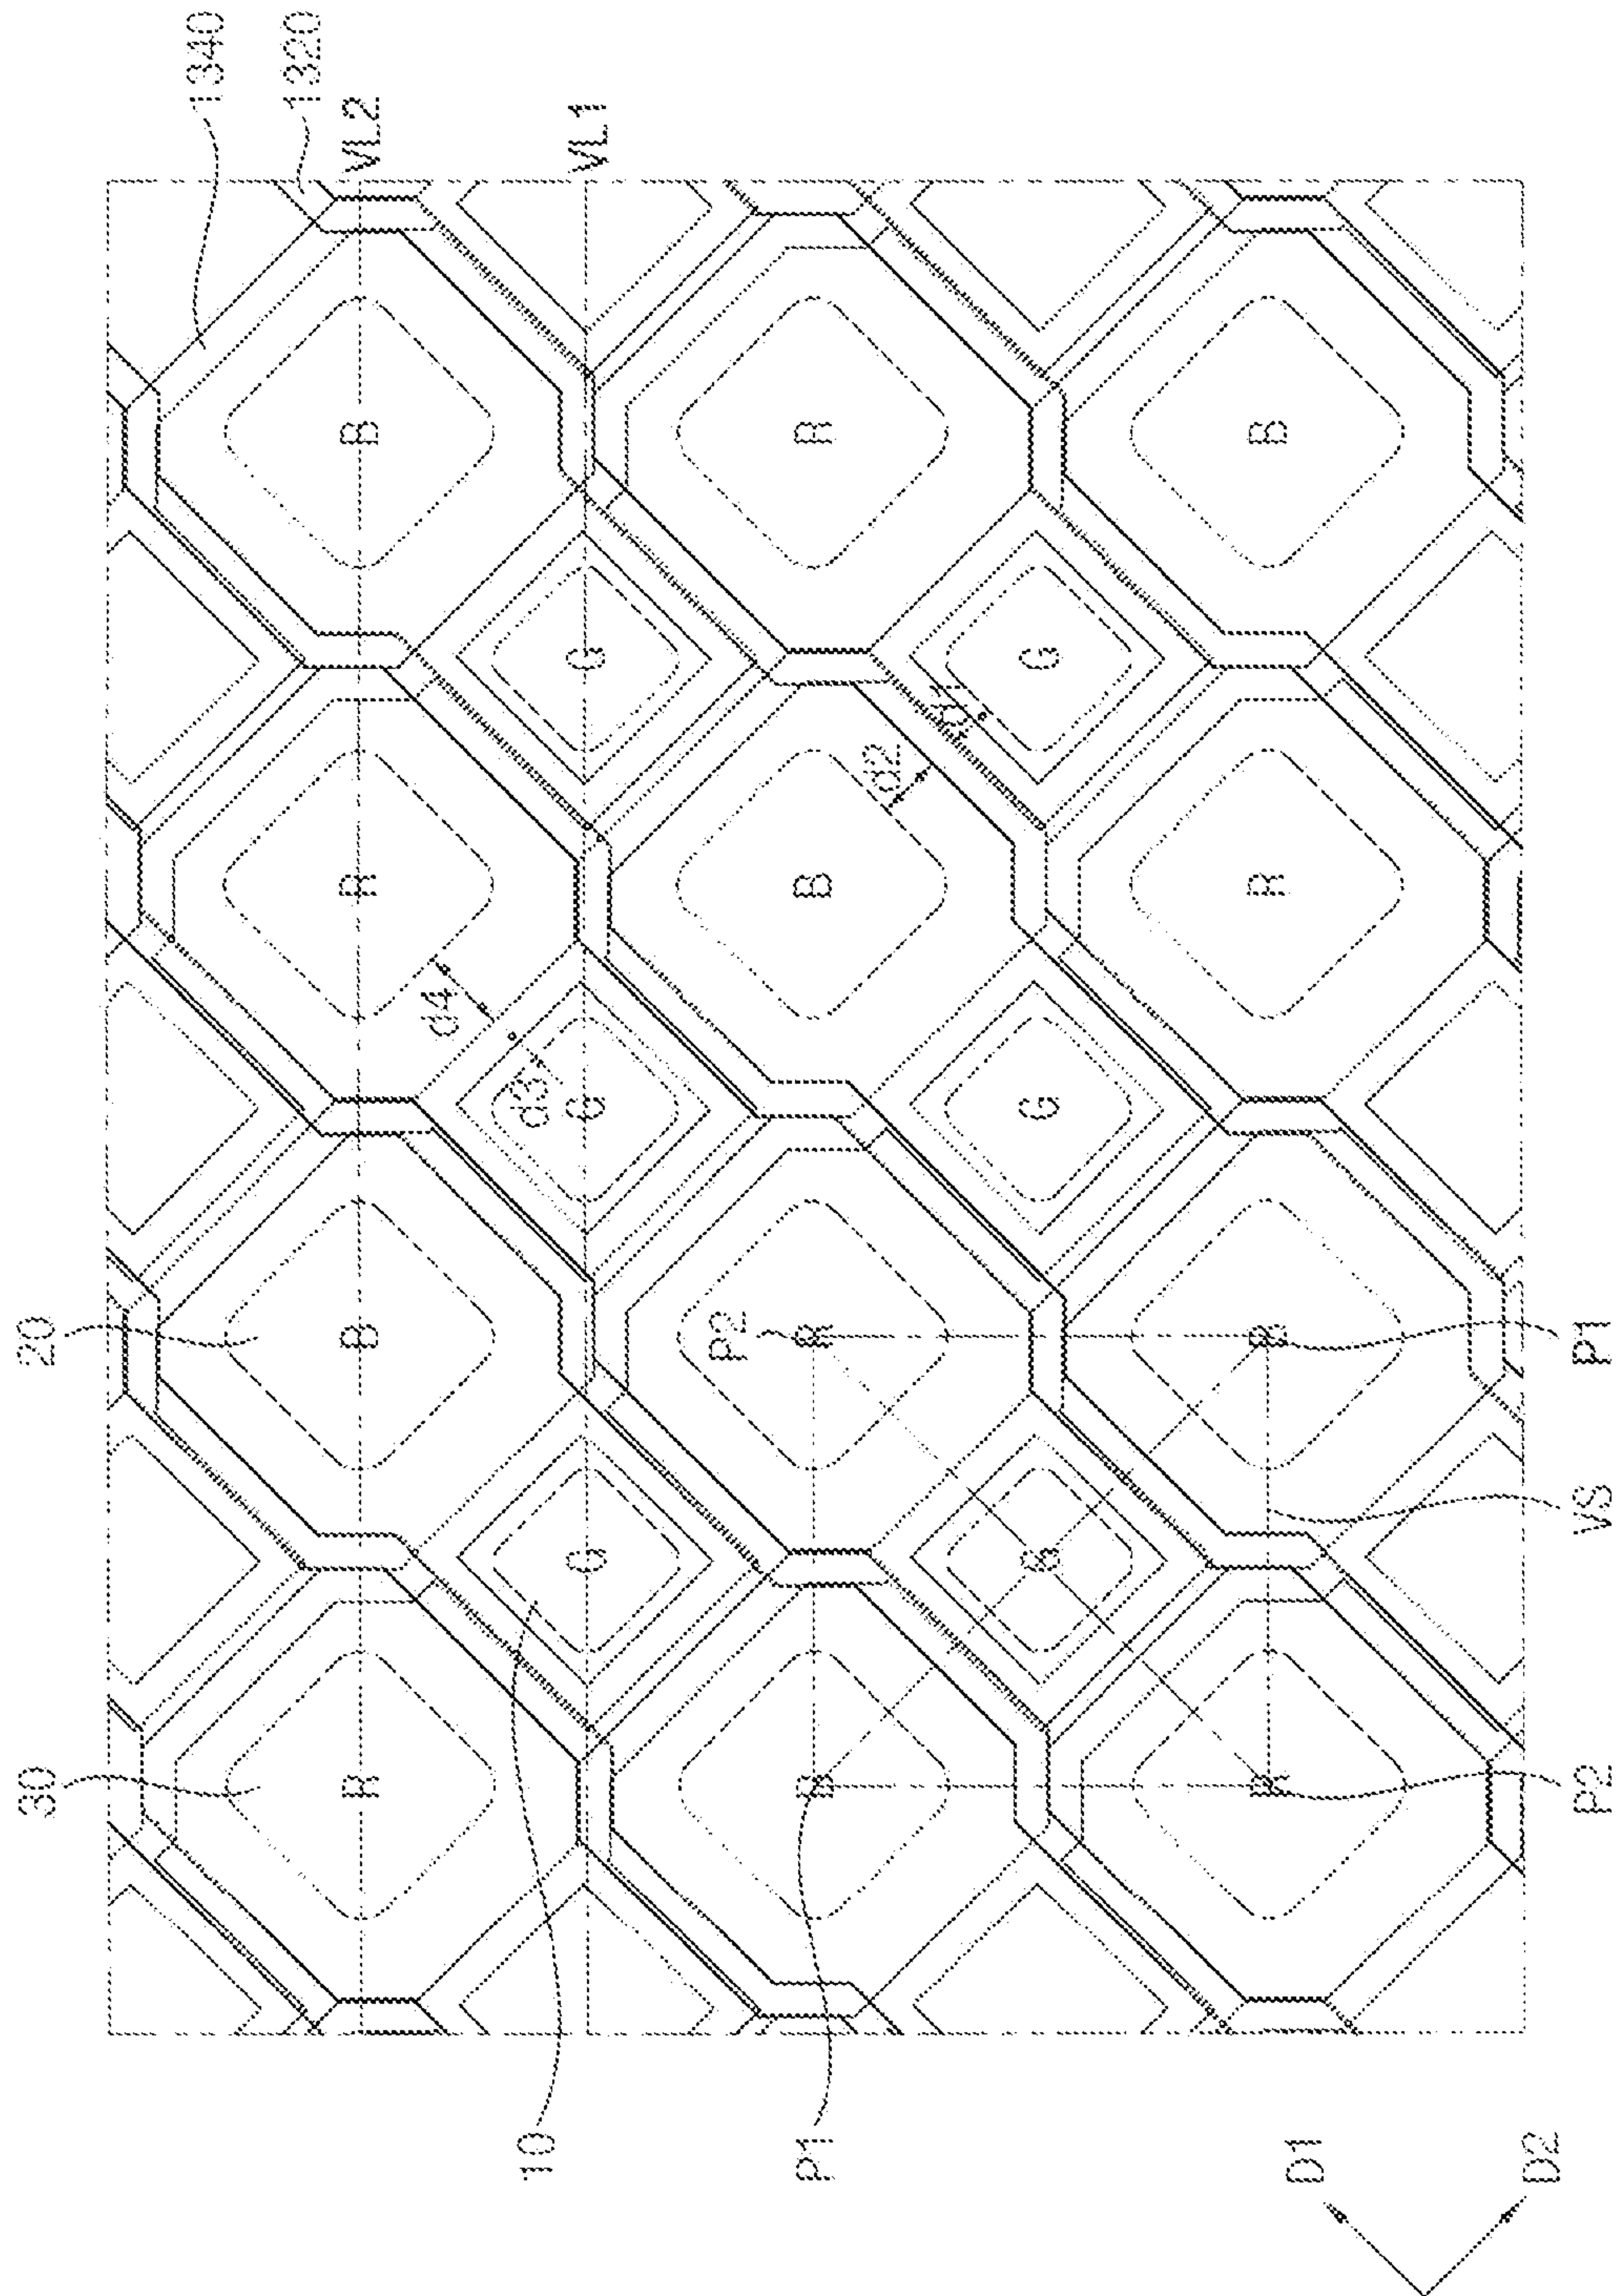 30 20
1340
1320
R B R B VL2
d4
10 d3
G G G VL1
P2
P1 B R B R
d2
d1
G G G
R B R B
D1
D2
P2 VS P1